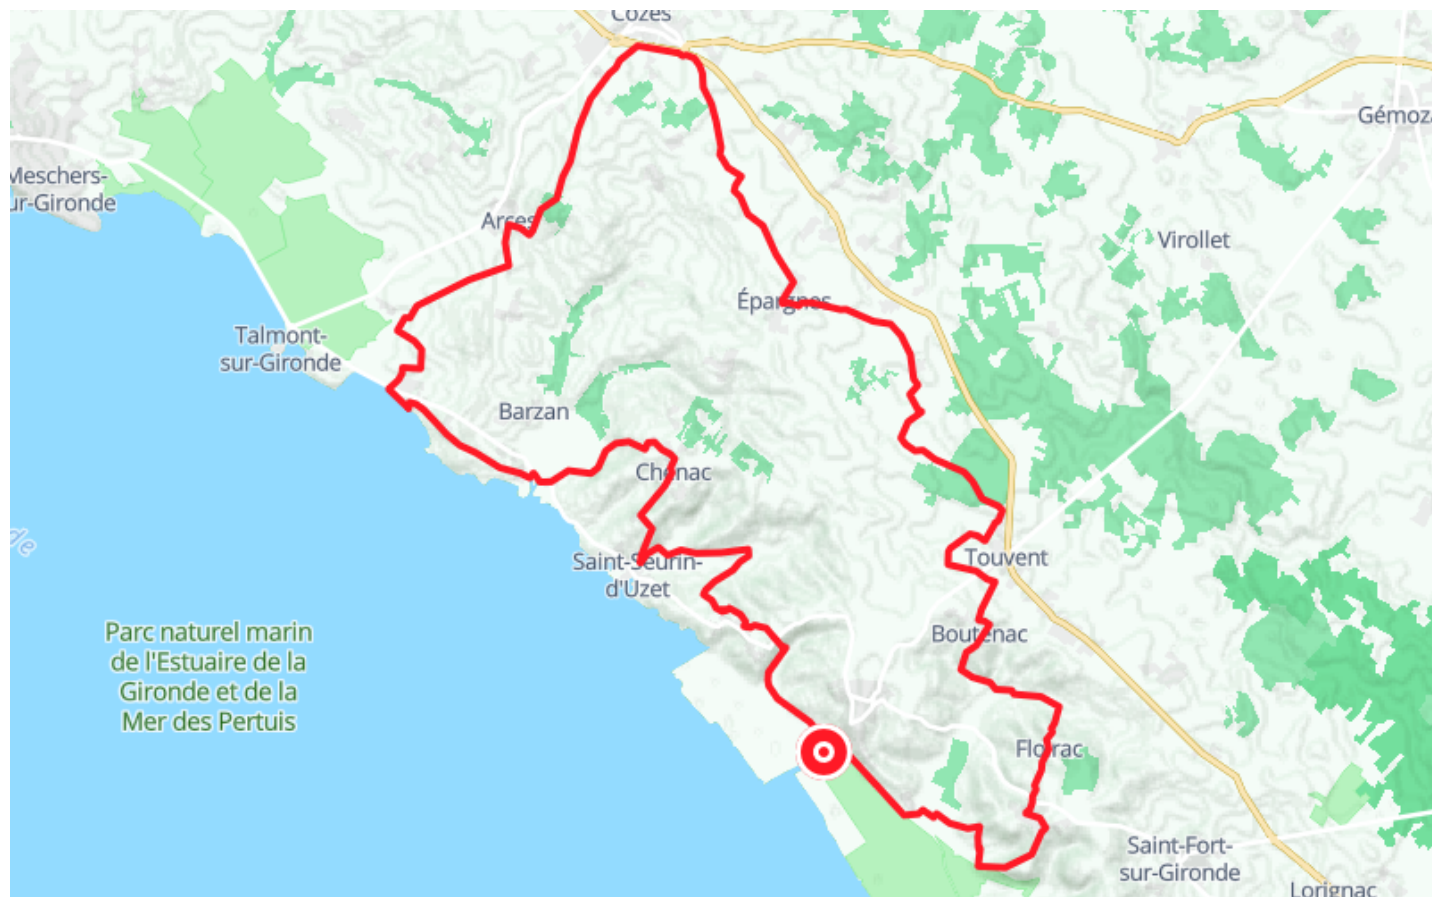 Cozes
Meschers-
ur-Gironde
Gémoz
Arces
Virollet
Épargnes
Talmont-
sur-Gironde
Barzan
Chenac
de
Saint-Seurin-
d'Uzet
Touvent
Parc naturel marin
de l'Estuaire de la
Gironde et de la
Mer des Pertuis
Boutenac
Floirac
Saint-Fort-
sur-Gironde
Lorignac